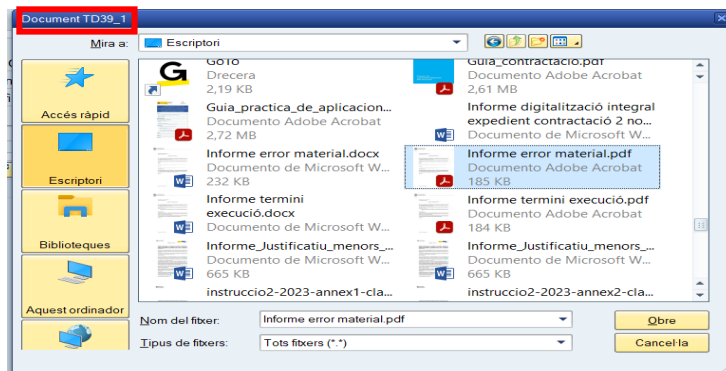 Document TD39_1
Mira a:
Escriptori
Accés ràpid
Escriptori
Biblioteques
Aquest ordinador
GoTo
Drecera
2,19 KB
Guia_contractació.pdf
Documento Adobe Acrobat
2,61 MB
Guia_practica_de_aplicacion...
Documento Adobe Acrobat
2,72 MB
Informe digitalització integral
expedient contractació 2 no...
Documento de Microsoft W...
Informe error material.docx
Documento de Microsoft W...
232 KB
Informe error material.pdf
Documento Adobe Acrobat
185 KB
Informe termini
execució.docx
Documento de Microsoft W...
Informe termini execució.pdf
Documento Adobe Acrobat
184 KB
Informe_Justificatiu_menors_...
Documento de Microsoft W...
665 KB
Informe_Justificatiu_menors_...
Documento de Microsoft W...
665 KB
instruccio2-2023-annex1-cla...
instruccio2-2023-annex2-cla...
Nom del fitxer:
Informe error material.pdf
Obre
Tipus de fitxers:
Tots fitxers (*.*)
Cancel·la